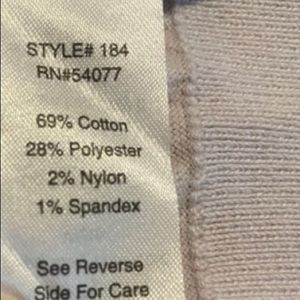 STYLE# 184
RN#54077
69% Cotton
28% Polyester
2% Nylon
1% Spandex
See Reverse
Side For Care